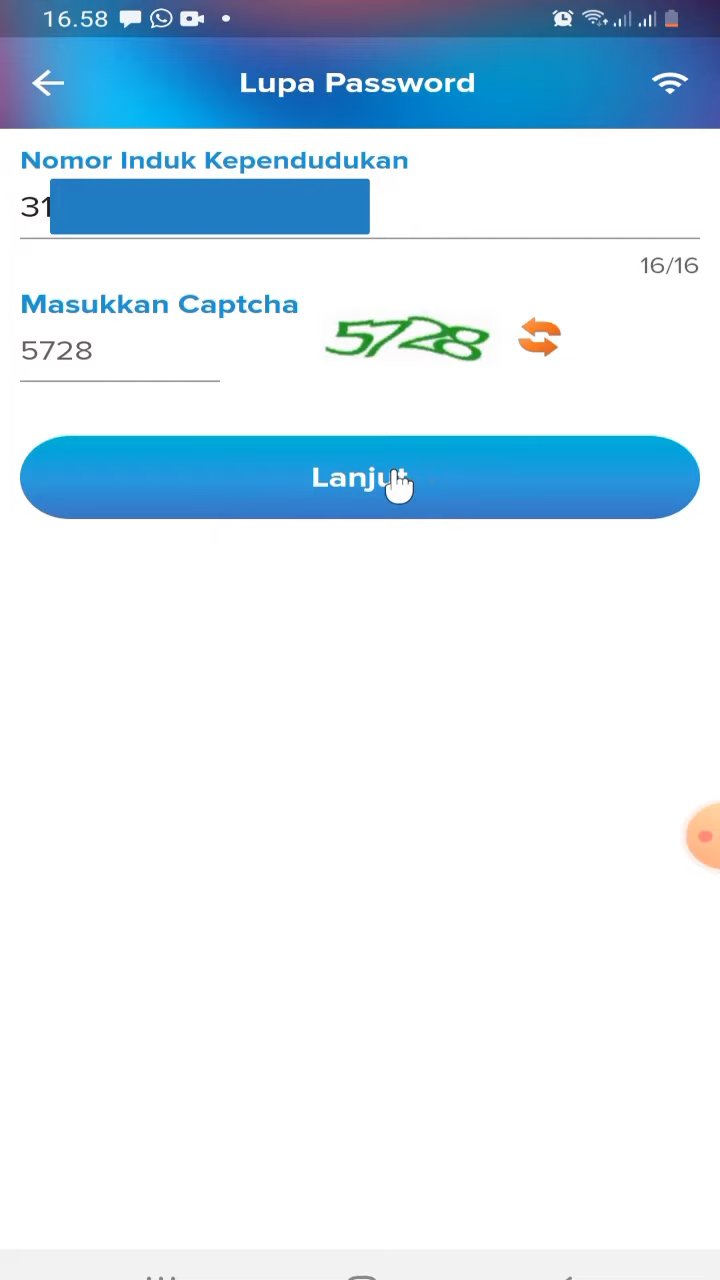 16.58
Lupa Password
Nomor Induk Kependudukan
31
16/16
Masukkan Captcha
5728
5728
Lanjut